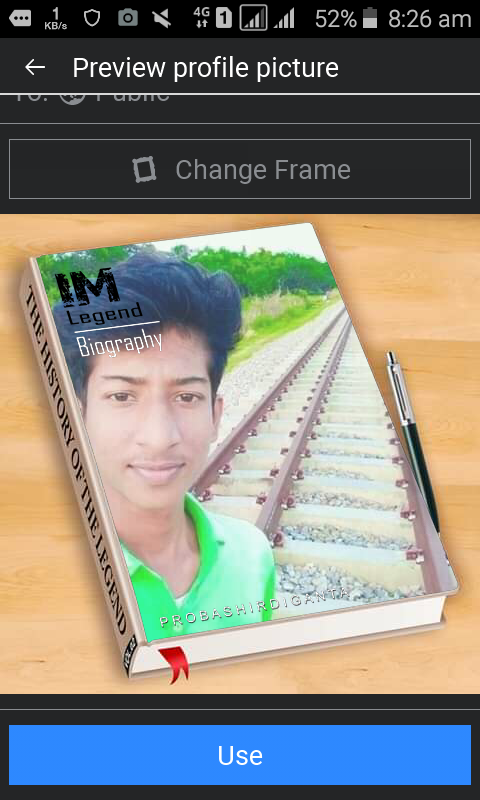 1
KB/s
4G
1
52%
8:26 am
Preview profile picture
To: Public
Change Frame
IM
Legend
Biography
THE HISTORY OF THE LEGEND
PROBASHIRDIGANTA
Use